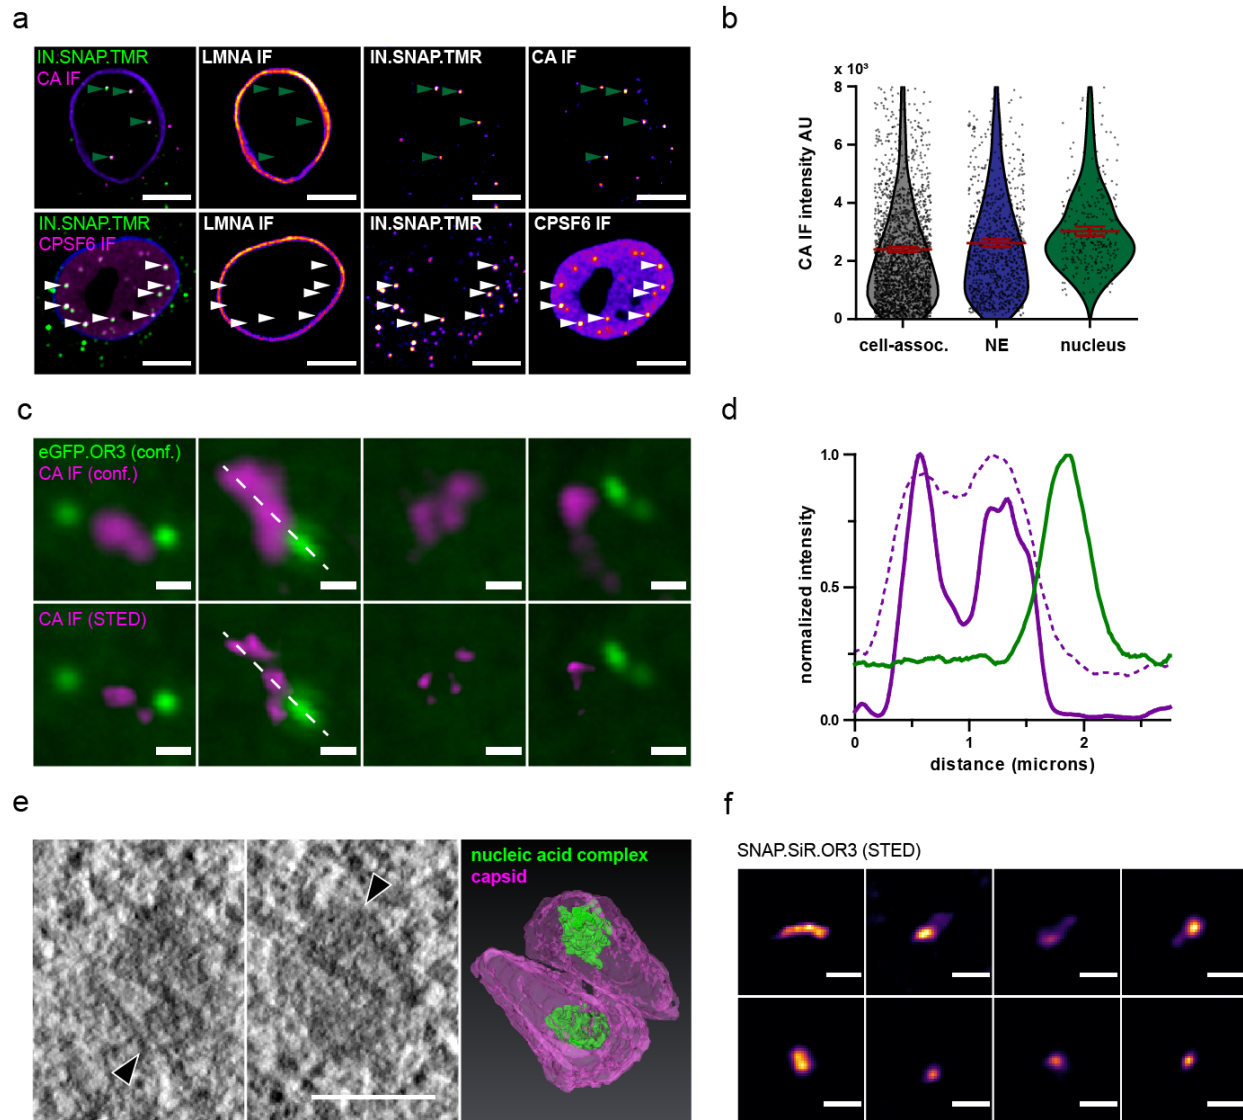 a
IN.SNAP.TMR
CA IF
LMNA IF
IN.SNAP.TMR
CA IF
IN.SNAP.TMR
CPSF6 IF
LMNA IF
IN.SNAP.TMR
CPSF6 IF
b
x 10³
8
6
4
2
0
CA IF intensity AU
cell-assoc.
NE
nucleus
c
eGFP.OR3 (conf.)
CA IF (conf.)
CA IF (STED)
d
1.0
0.5
0.0
normalized intensity
0
1
2
distance (microns)
e
nucleic acid complex
capsid
f
SNAP.SiR.OR3 (STED)